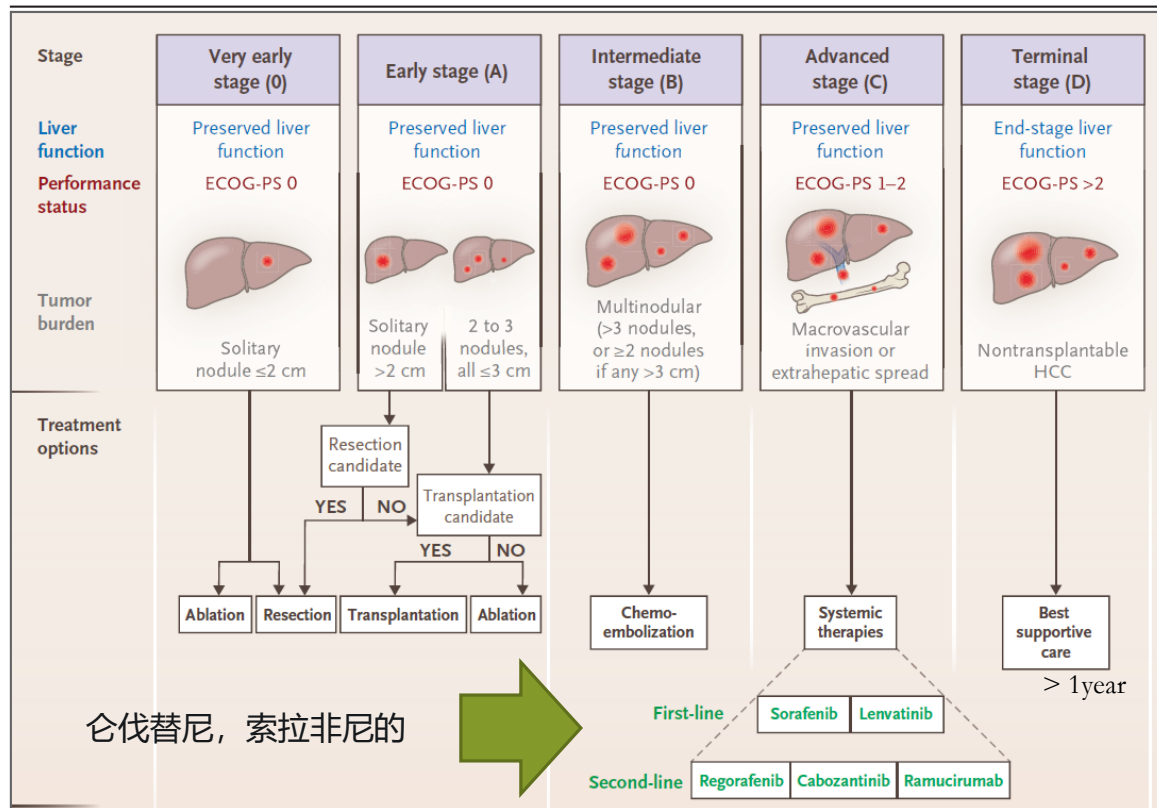 Stage
Very early
stage (0)
Early stage (A)
Intermediate
stage (B)
Advanced
stage (C)
Terminal
stage (D)
Liver
function
Preserved liver
function
Preserved liver
function
Preserved liver
function
Preserved liver
function
End-stage liver
function
Performance
status
ECOG-PS 0
ECOG-PS 0
ECOG-PS 0
ECOG-PS 1–2
ECOG-PS >2
Tumor
burden
Solitary
nodule ≤2 cm
Solitary
nodule
>2 cm
2 to 3
nodules,
all ≤3 cm
Multinodular
(>3 nodules,
or ≥2 nodules
if any >3 cm)
Macrovascular
invasion or
extrahepatic spread
Nontransplantable
HCC
Treatment
options
Resection
candidate
YES
NO
Transplantation
candidate
YES
NO
Ablation
Resection
Transplantation
Ablation
Chemo-
embolization
Systemic
therapies
Best
supportive
care
> 1year
仑伐替尼，索拉非尼的
First-line
Sorafenib
Lenvatinib
Second-line
Regorafenib
Cabozantinib
Ramucirumab